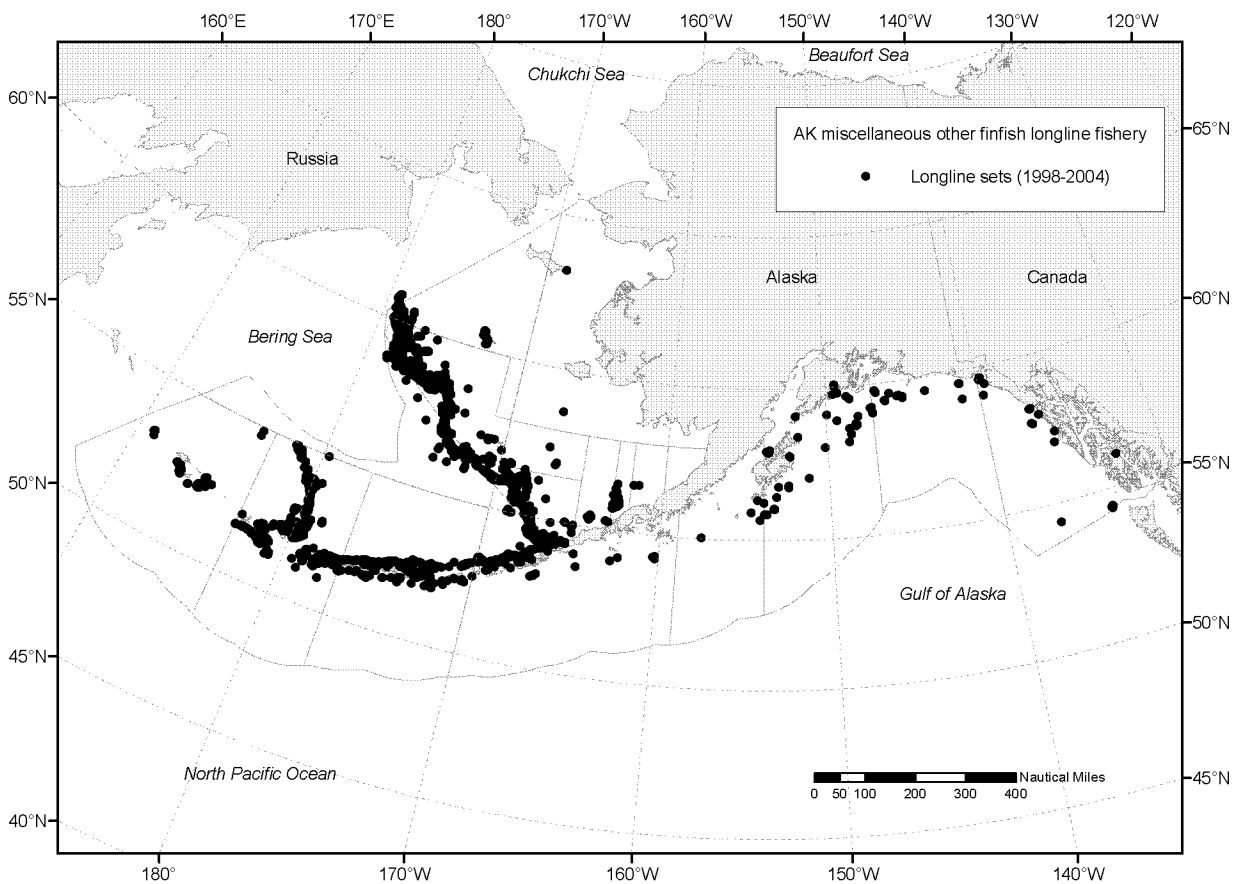 160°E 170°E 180° 170°W 160°W 150°W 140°W 130°W 120°W
Beaufort Sea
Chukchi Sea
60°N
65°N
AK miscellaneous other finfish longline fishery
Russia
Longline sets (1998-2004)
Alaska
Canada
55°N
60°N
Bering Sea
55°N
50°N
Gulf of Alaska
50°N
45°N
North Pacific Ocean
Nautical Miles
45°N
0 50 100 200 300 400
40°N
180° 170°W 160°W 150°W 140°W